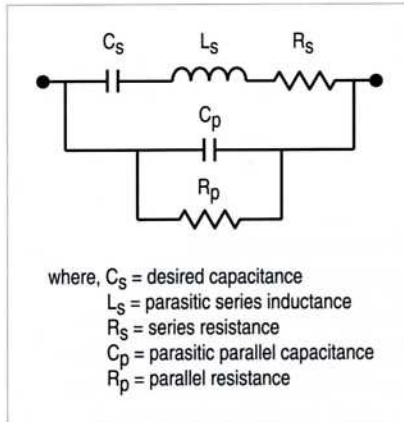 Cs Ls Rs
Cp
Rp
where, Cs = desired capacitance
Ls = parasitic series inductance
Rs = series resistance
Cp = parasitic parallel capacitance
Rp = parallel resistance